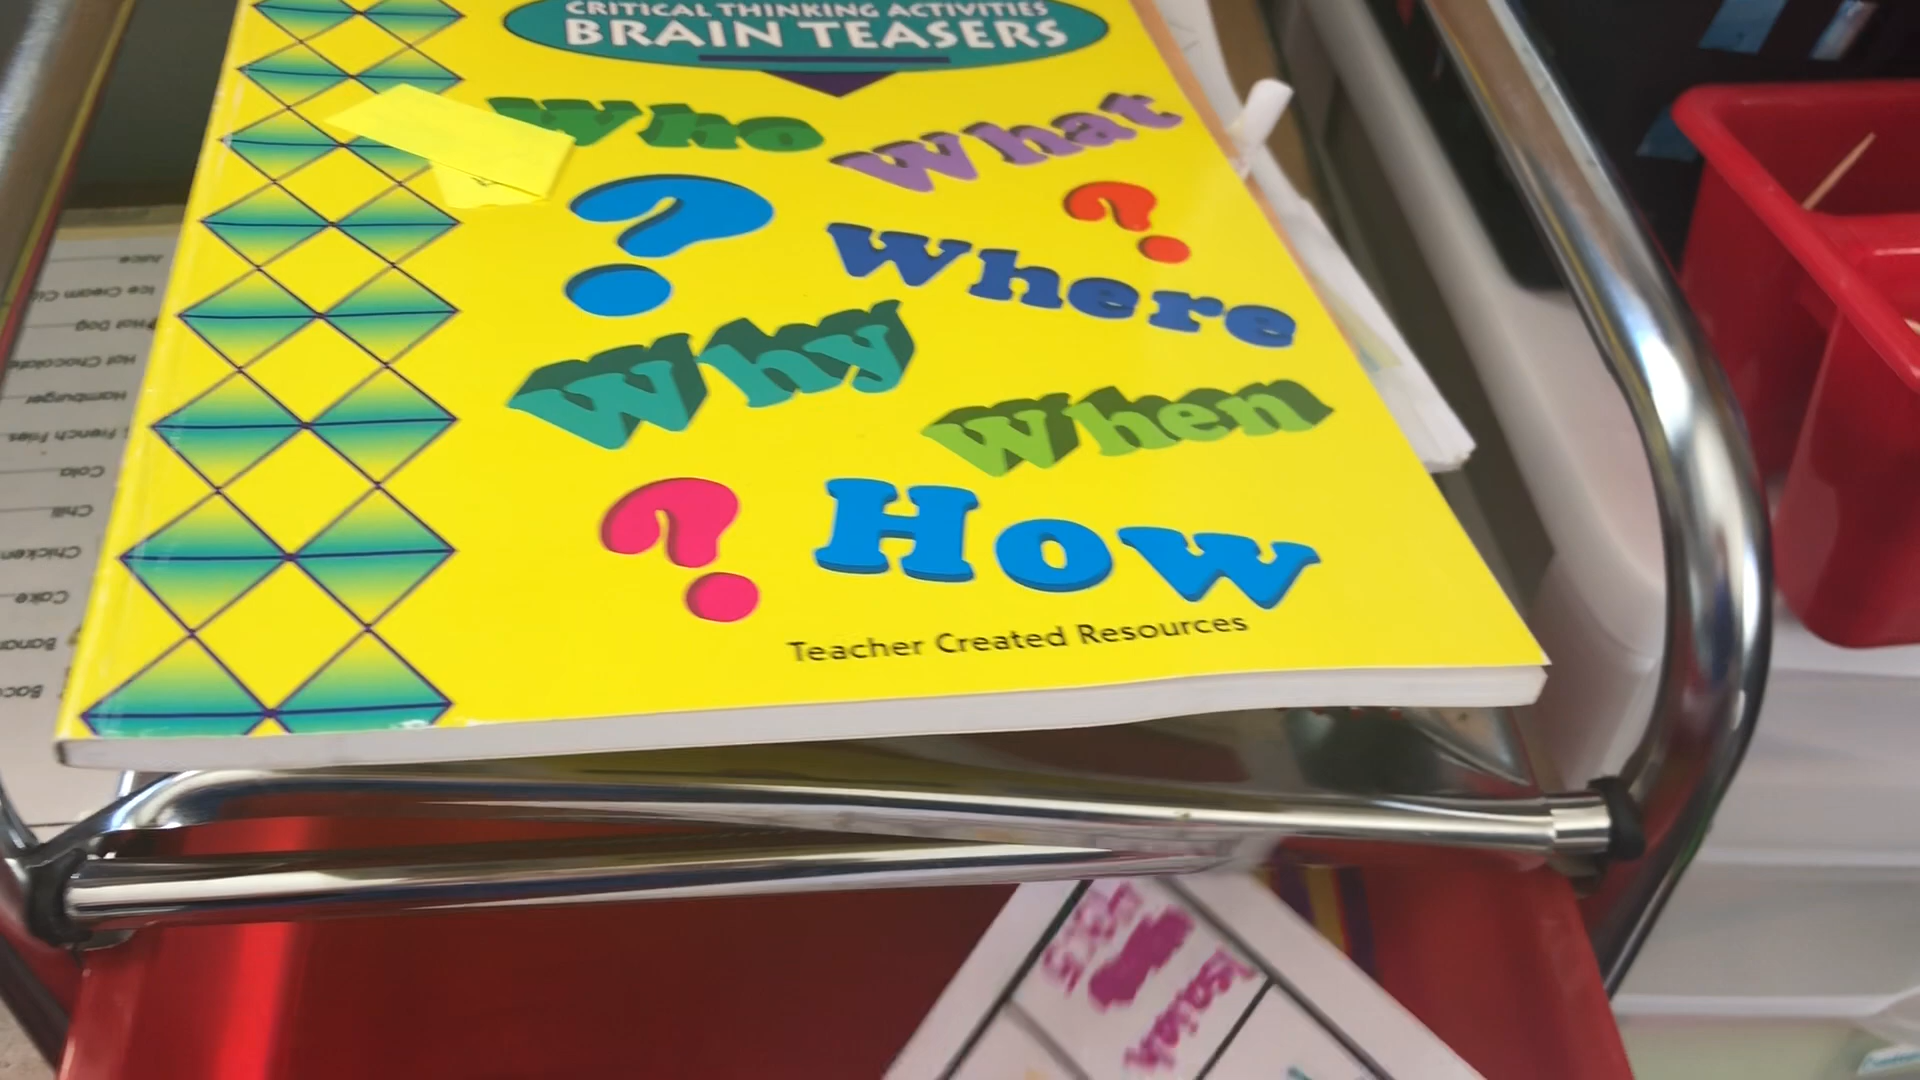 CRITICAL THINKING ACTIVITIES
BRAIN TEASERS
Who
What
?
?
Where
Why
When
?
How
Teacher Created Resources
Juice
Ice Cream
Hot Dog
Hot Chocolate
Hamburger
French Fries
Cola
Chili
Chicken
Cake
Isaiah